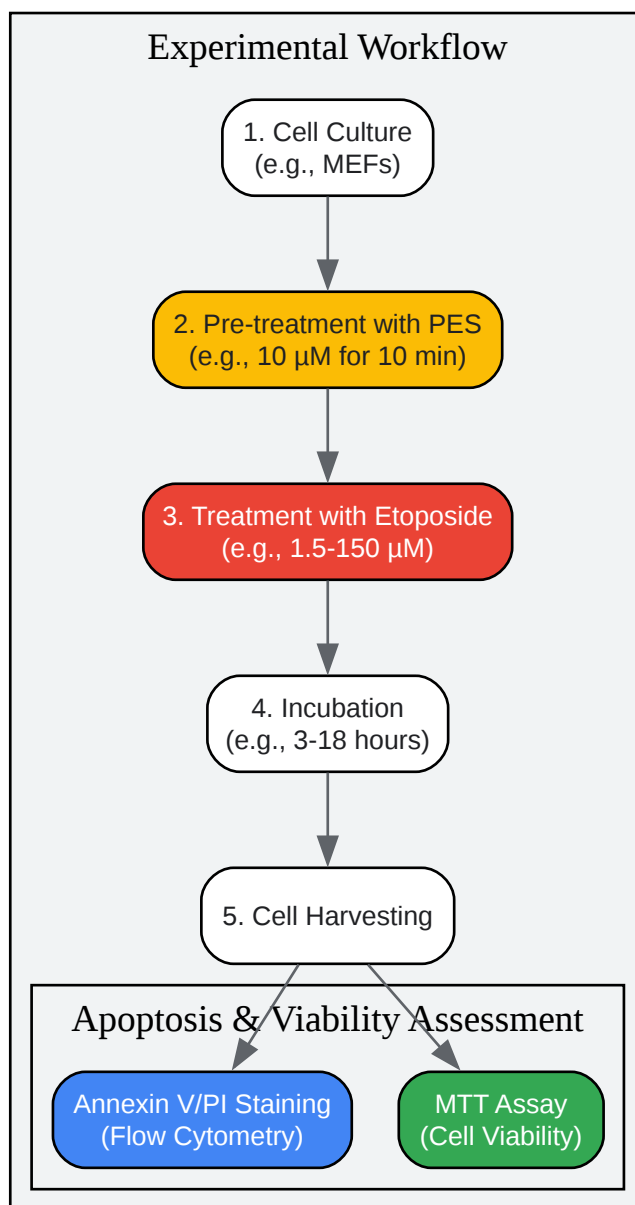 Experimental Workflow
1. Cell Culture
(e.g., MEFs)
2. Pre-treatment with PES
(e.g., 10 µM for 10 min)
3. Treatment with Etoposide
(e.g., 1.5-150 µM)
4. Incubation
(e.g., 3-18 hours)
5. Cell Harvesting
Apoptosis & Viability Assessment
Annexin V/PI Staining
(Flow Cytometry)
MTT Assay
(Cell Viability)